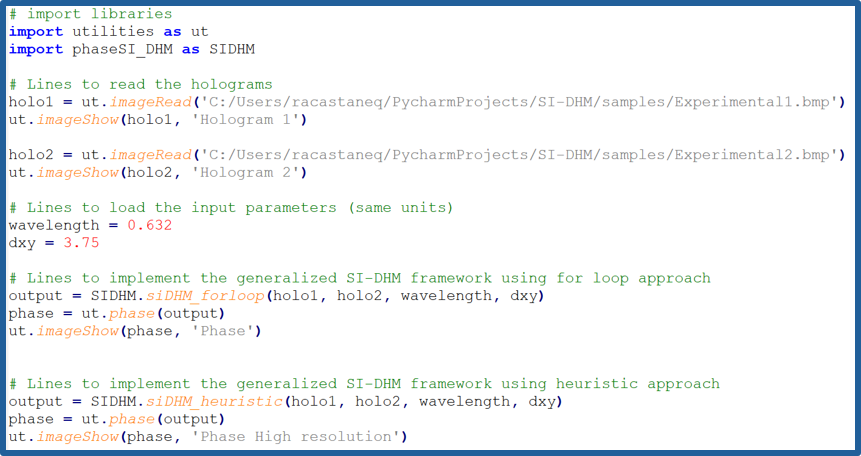 # import libraries
import utilities as ut
import phaseSI_DHM as SIDHM
# Lines to read the holograms
holo1 = ut.imageRead('C:/Users/racastaneq/PycharmProjects/SI-DHM/samples/Experimental1.bmp')
ut.imageShow(holo1, 'Hologram 1')
holo2 = ut.imageRead('C:/Users/racastaneq/PycharmProjects/SI-DHM/samples/Experimental2.bmp')
ut.imageShow(holo2, 'Hologram 2')
# Lines to load the input parameters (same units)
wavelength = 0.632
dxy = 3.75
# Lines to implement the generalized SI-DHM framework using for loop approach
output = SIDHM.siDHM_forloop(holo1, holo2, wavelength, dxy)
phase = ut.phase(output)
ut.imageShow(phase, 'Phase')
# Lines to implement the generalized SI-DHM framework using heuristic approach
output = SIDHM.siDHM_heuristic(holo1, holo2, wavelength, dxy)
phase = ut.phase(output)
ut.imageShow(phase, 'Phase High resolution')